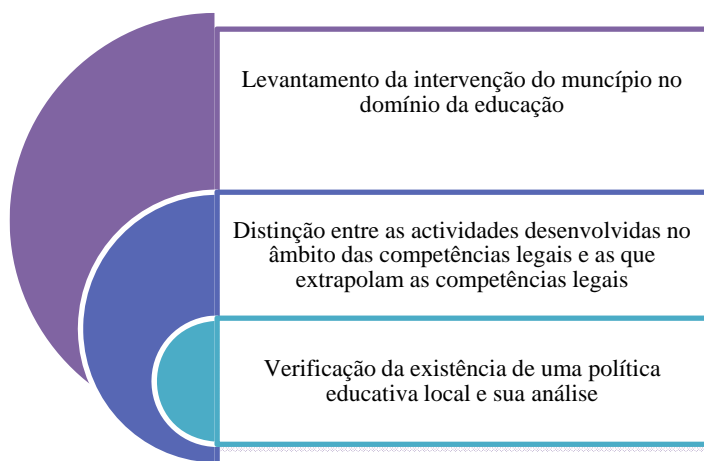 Levantamento da intervenção do muncípio no
domínio da educação
Distinção entre as actividades desenvolvidas no
âmbito das competências legais e as que
extrapolam as competências legais
Verificação da existência de uma política
educativa local e sua análise